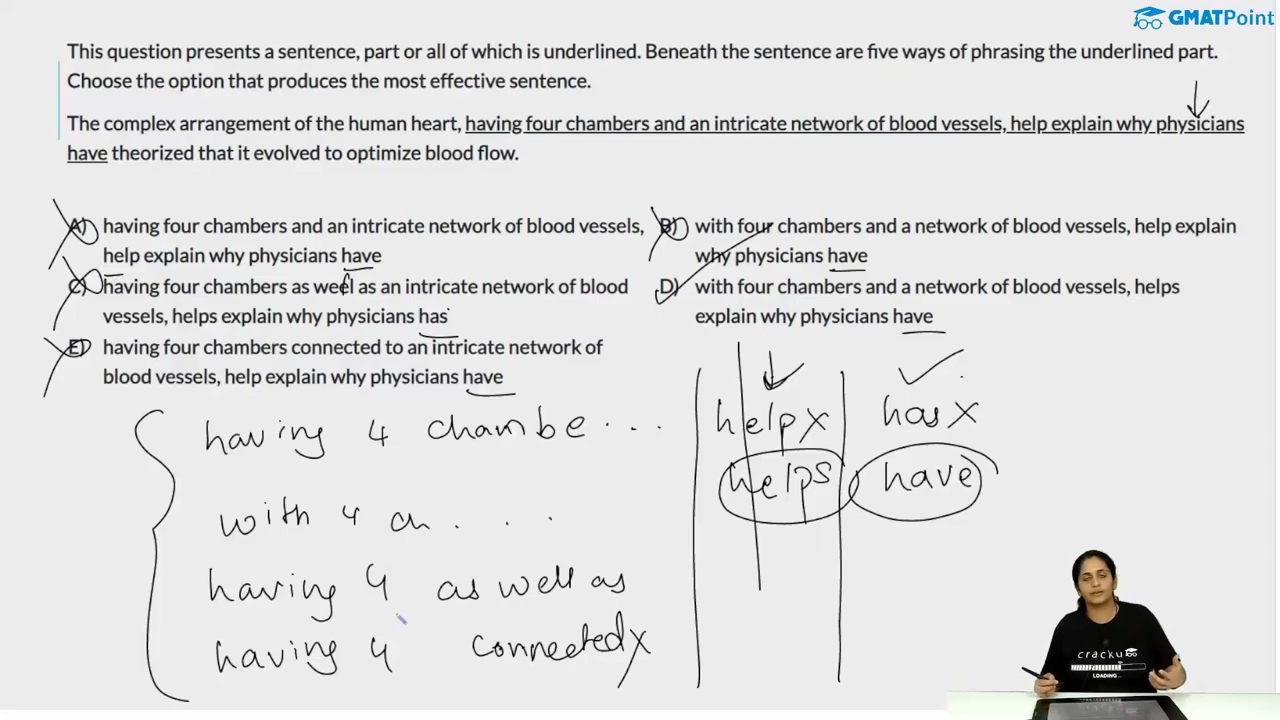 GMATPoint
This question presents a sentence, part or all of which is underlined. Beneath the sentence are five ways of phrasing the underlined part.
Choose the option that produces the most effective sentence.
The complex arrangement of the human heart, having four chambers and an intricate network of blood vessels, help explain why physicians
have theorized that it evolved to optimize blood flow.
A) having four chambers and an intricate network of blood vessels,
help explain why physicians have
B) with four chambers and a network of blood vessels, help explain
why physicians have
C) having four chambers as well as an intricate network of blood
vessels, helps explain why physicians has
D) with four chambers and a network of blood vessels, helps
explain why physicians have
E) having four chambers connected to an intricate network of
blood vessels, help explain why physicians have
having 4 chambe...
help x
has x
helps
have
with 4 ch...
having 4 as well as
having 4 connected x
cracku
LOADING...